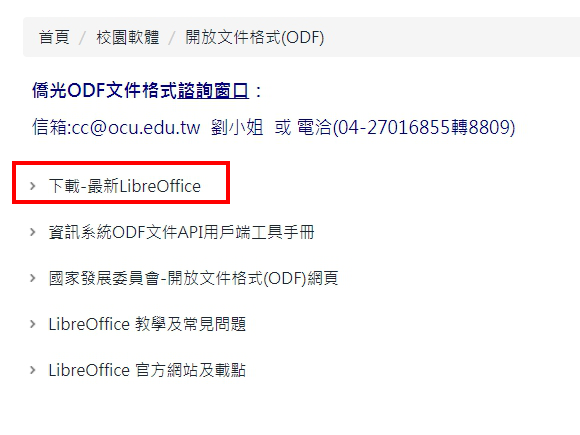 首頁 / 校園軟體 / 開放文件格式(ODF)
僑光ODF文件格式諮詢窗口：
信箱:cc@ocu.edu.tw 劉小姐 或 電洽(04-27016855轉8809)
下載-最新LibreOffice
資訊系統ODF文件API用戶端工具手冊
國家發展委員會-開放文件格式(ODF)網頁
LibreOffice 教學及常見問題
LibreOffice 官方網站及載點